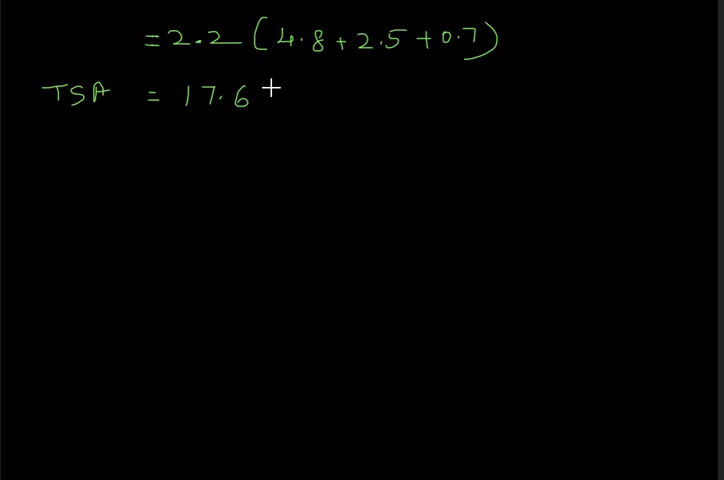 = 2.2 (4.8 + 2.5 + 0.7)
TSA = 17.6